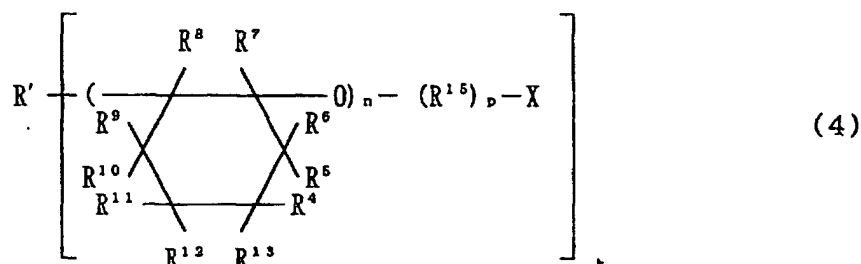 R⁸ R⁷
R' ( O)ₙ — (R¹⁵)ₚ — X
R⁹ R⁶ (4)
R¹⁰ R⁵
R¹¹ R⁴
R¹² R¹³